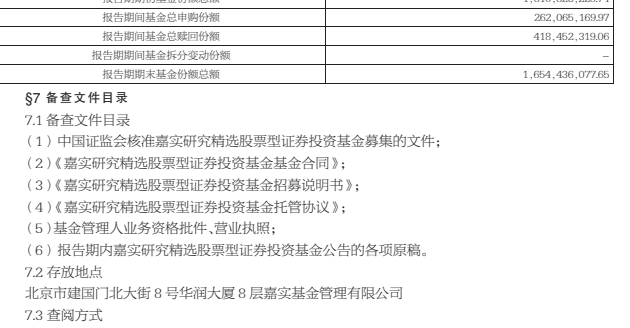 报告期期间基金总申购份额 262,065,169.97
报告期期间基金总赎回份额 418,452,319.06
报告期期间基金拆分变动份额 –
报告期期末基金份额总额 1,654,436,077.65
§7 备查文件目录
7.1 备查文件目录
（1）中国证监会核准嘉实研究精选股票型证券投资基金募集的文件；
（2）《嘉实研究精选股票型证券投资基金基金合同》；
（3）《嘉实研究精选股票型证券投资基金招募说明书》；
（4）《嘉实研究精选股票型证券投资基金托管协议》；
（5）基金管理人业务资格批件、营业执照；
（6）报告期内嘉实研究精选股票型证券投资基金公告的各项原稿。
7.2 存放地点
北京市建国门北大街 8 号华润大厦 8 层嘉实基金管理有限公司
7.3 查阅方式